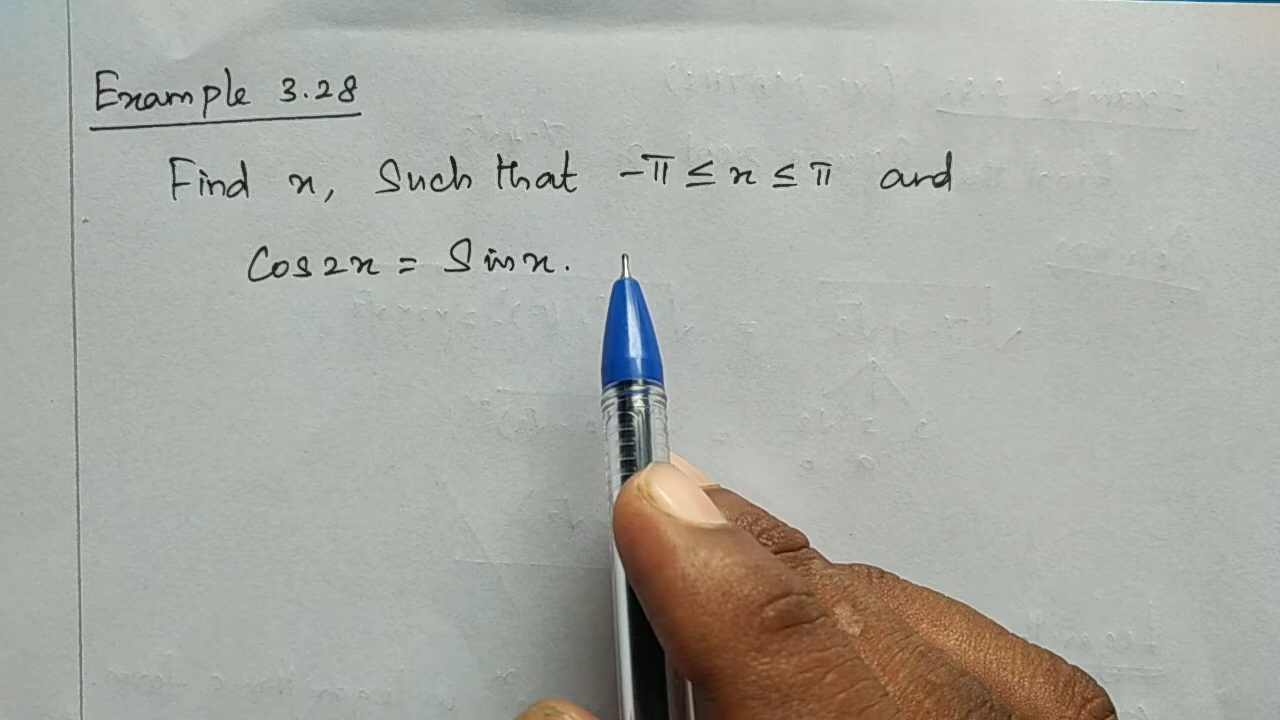 Example 3.28
Find x, Such that -π ≤ x ≤ π and
Cos2x = Sinx.